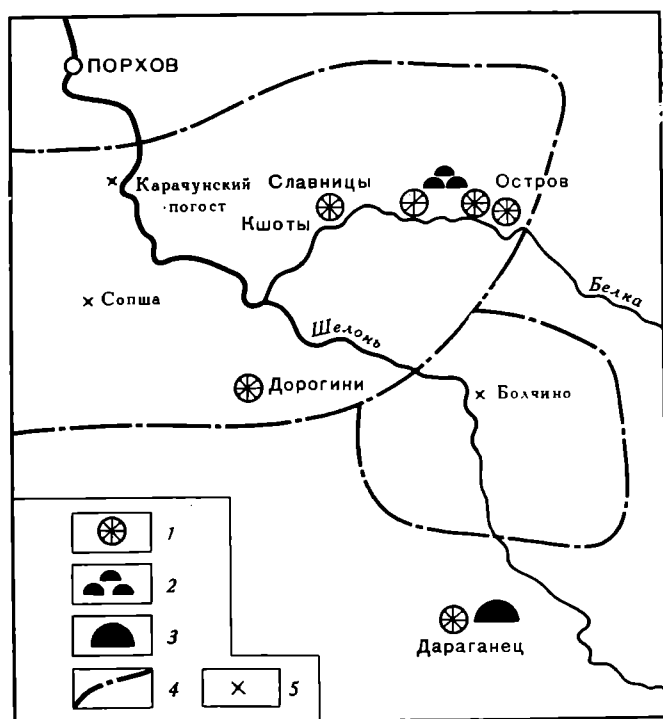 ПОРХОВ
Карачунский
погост
Славницы
Остров
Кшоты
Белка
Сопша
Шелонь
Дорогини
Болчино
1
2
3
Дараганец
4
5